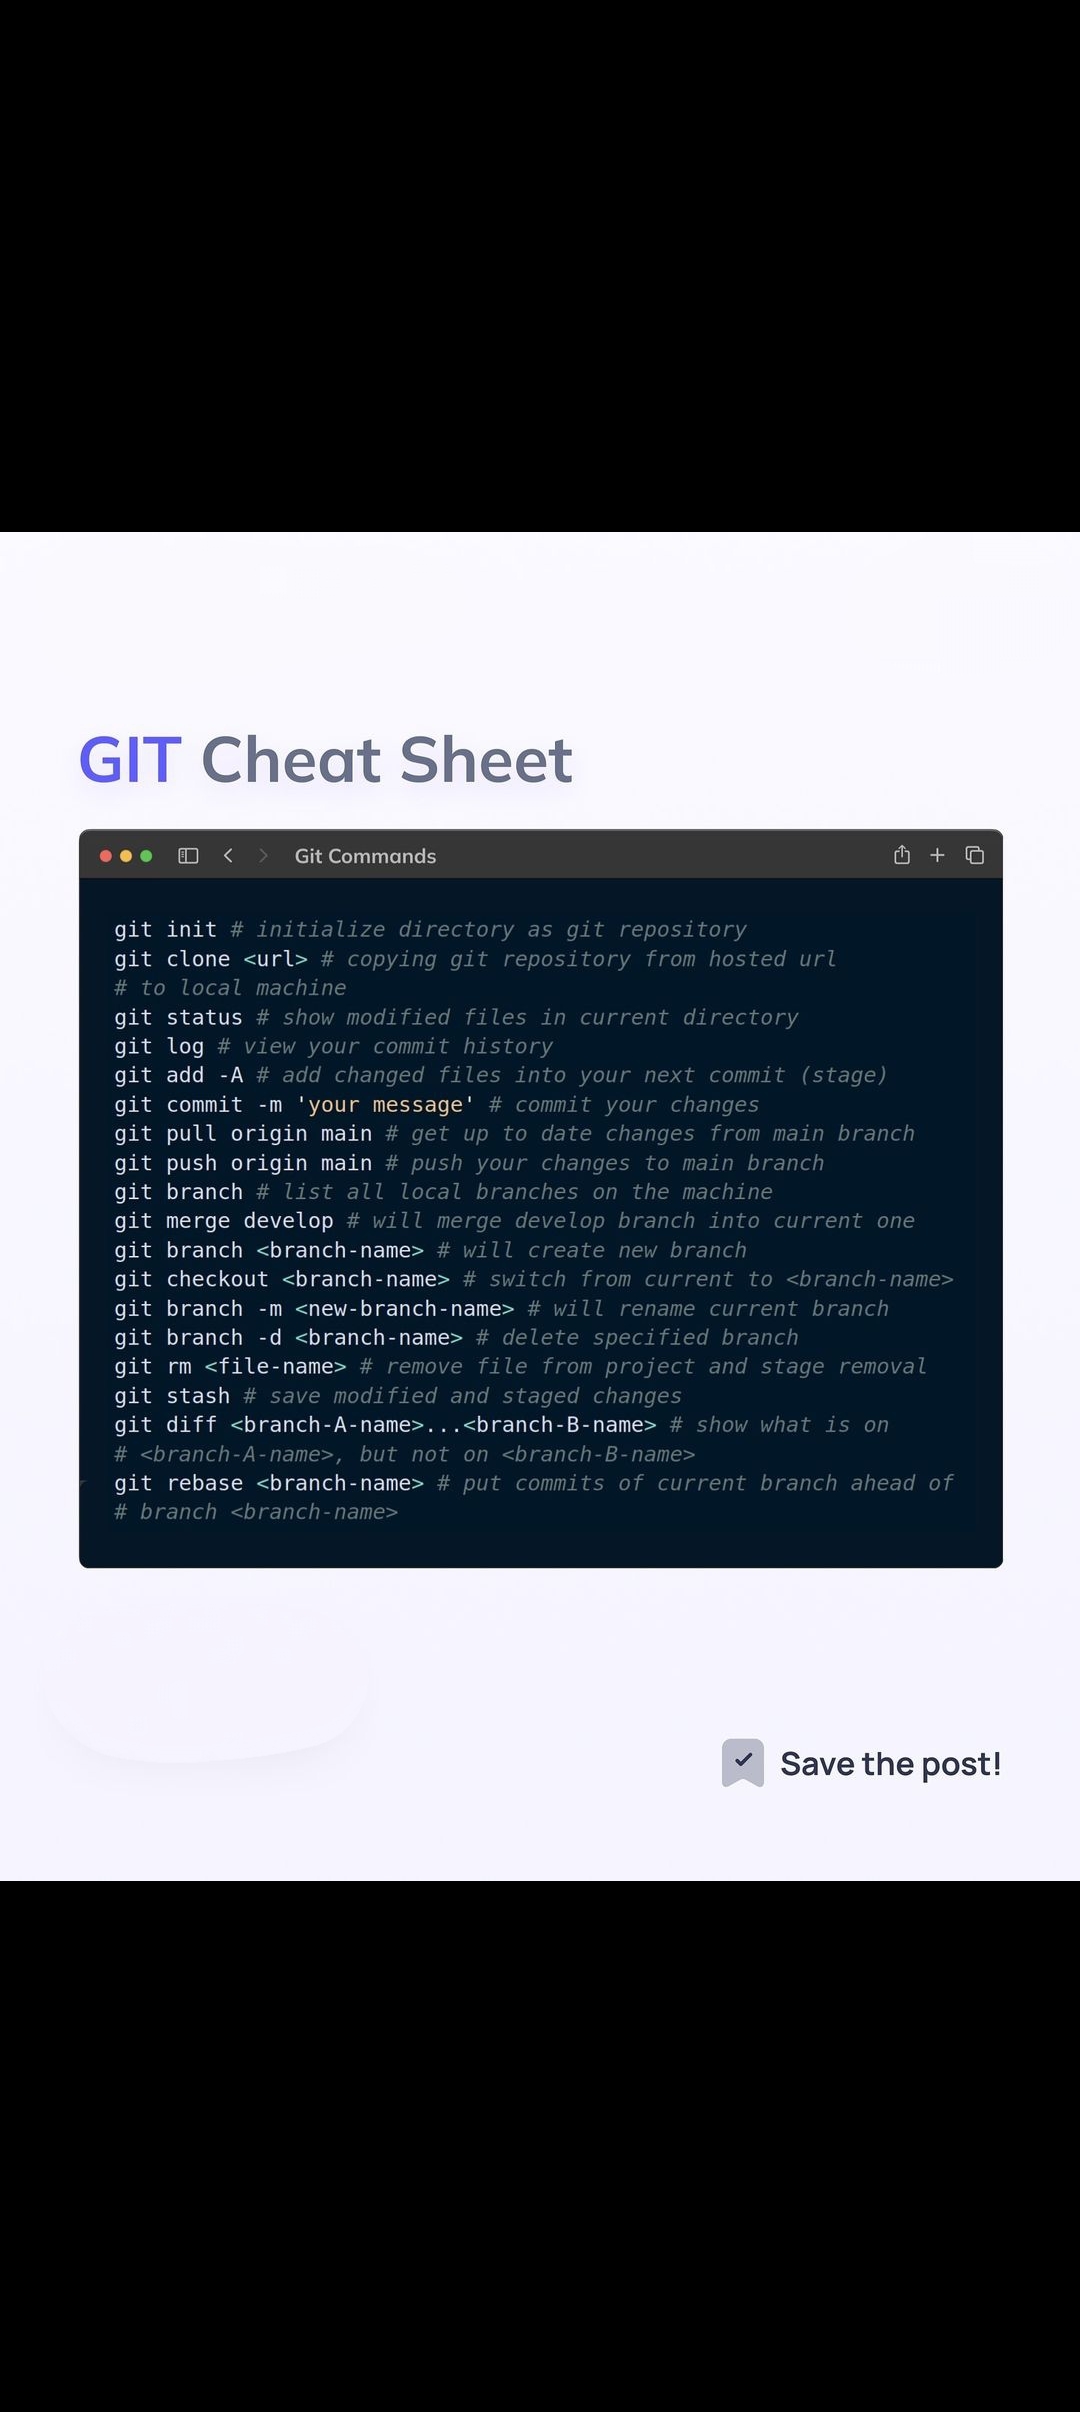 GIT Cheat Sheet
Git Commands
git init # initialize directory as git repository
git clone <url> # copying git repository from hosted url
# to local machine
git status # show modified files in current directory
git log # view your commit history
git add -A # add changed files into your next commit (stage)
git commit -m 'your message' # commit your changes
git pull origin main # get up to date changes from main branch
git push origin main # push your changes to main branch
git branch # list all local branches on the machine
git merge develop # will merge develop branch into current one
git branch <branch-name> # will create new branch
git checkout <branch-name> # switch from current to <branch-name>
git branch -m <new-branch-name> # will rename current branch
git branch -d <branch-name> # delete specified branch
git rm <file-name> # remove file from project and stage removal
git stash # save modified and staged changes
git diff <branch-A-name>...<branch-B-name> # show what is on
# <branch-A-name>, but not on <branch-B-name>
git rebase <branch-name> # put commits of current branch ahead of
# branch <branch-name>
Save the post!